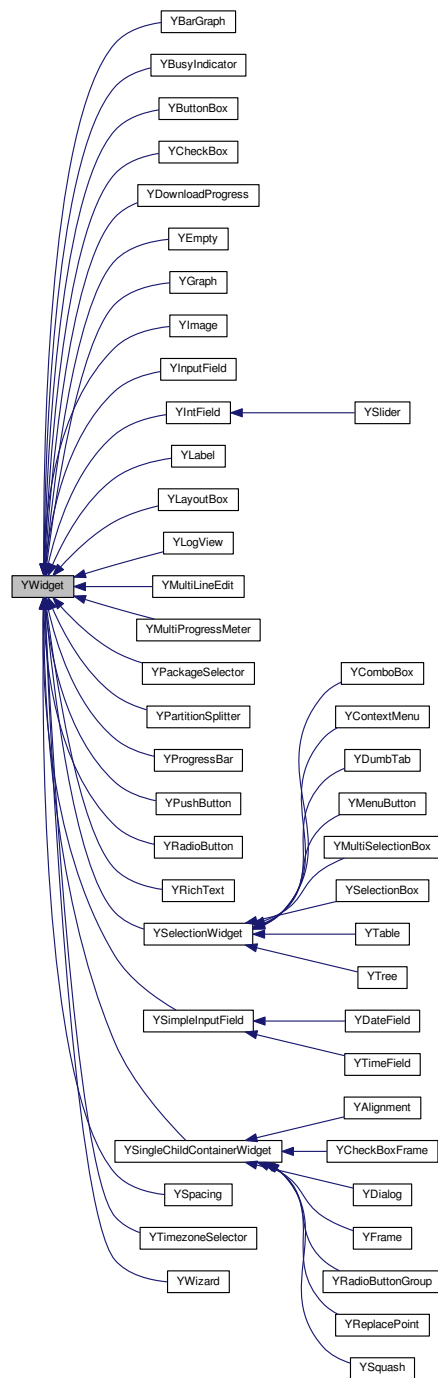 YBarGraph
YBusyIndicator
YButtonBox
YCheckBox
YDownloadProgress
YEmpty
YGraph
YImage
YInputField
YIntField
YSlider
YLabel
YLayoutBox
YLogView
YWidget
YMultiLineEdit
YMultiProgressMeter
YPackageSelector
YComboBox
YPartitionSplitter
YContextMenu
YProgressBar
YDumbTab
YPushButton
YMenuButton
YRadioButton
YMultiSelectionBox
YRichText
YSelectionBox
YSelectionWidget
YTable
YTree
YSimpleInputField
YDateField
YTimeField
YAlignment
YSingleChildContainerWidget
YCheckBoxFrame
YSpacing
YDialog
YTimezoneSelector
YFrame
YWizard
YRadioButtonGroup
YReplacePoint
YSquash